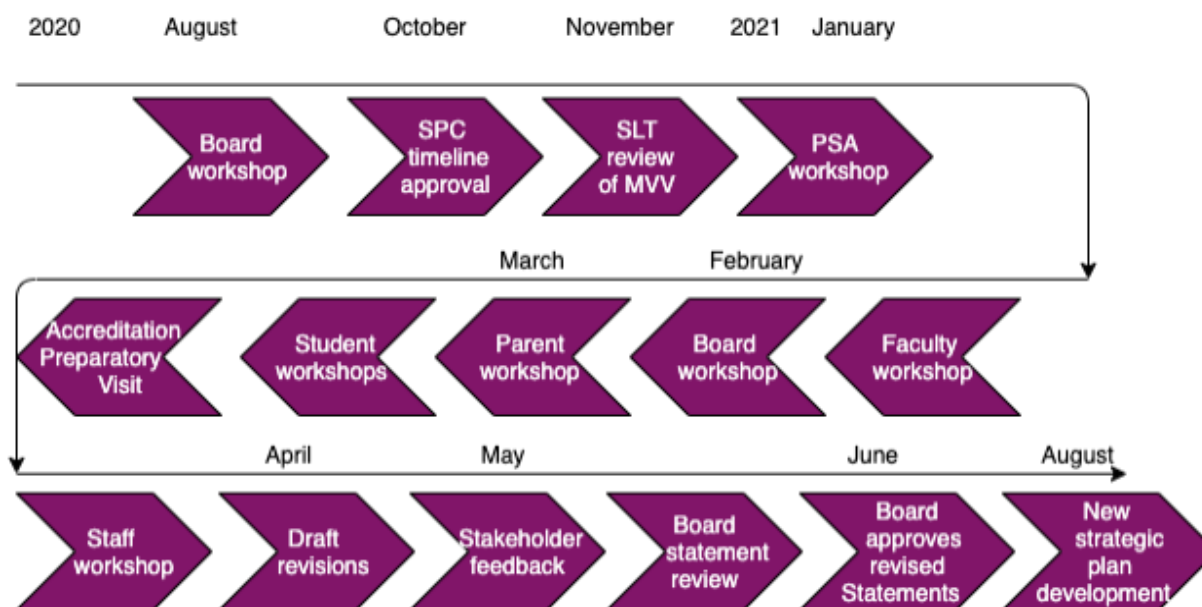 2020 August October November 2021 January
Board
workshop
SPC
timeline
approval
SLT
review
of MVV
PSA
workshop
March February
Accreditation
Preparatory
Visit
Student
workshops
Parent
workshop
Board
workshop
Faculty
workshop
April May June August
Staff
workshop
Draft
revisions
Stakeholder
feedback
Board
statement
review
Board
approves
revised
Statements
New
strategic
plan
development